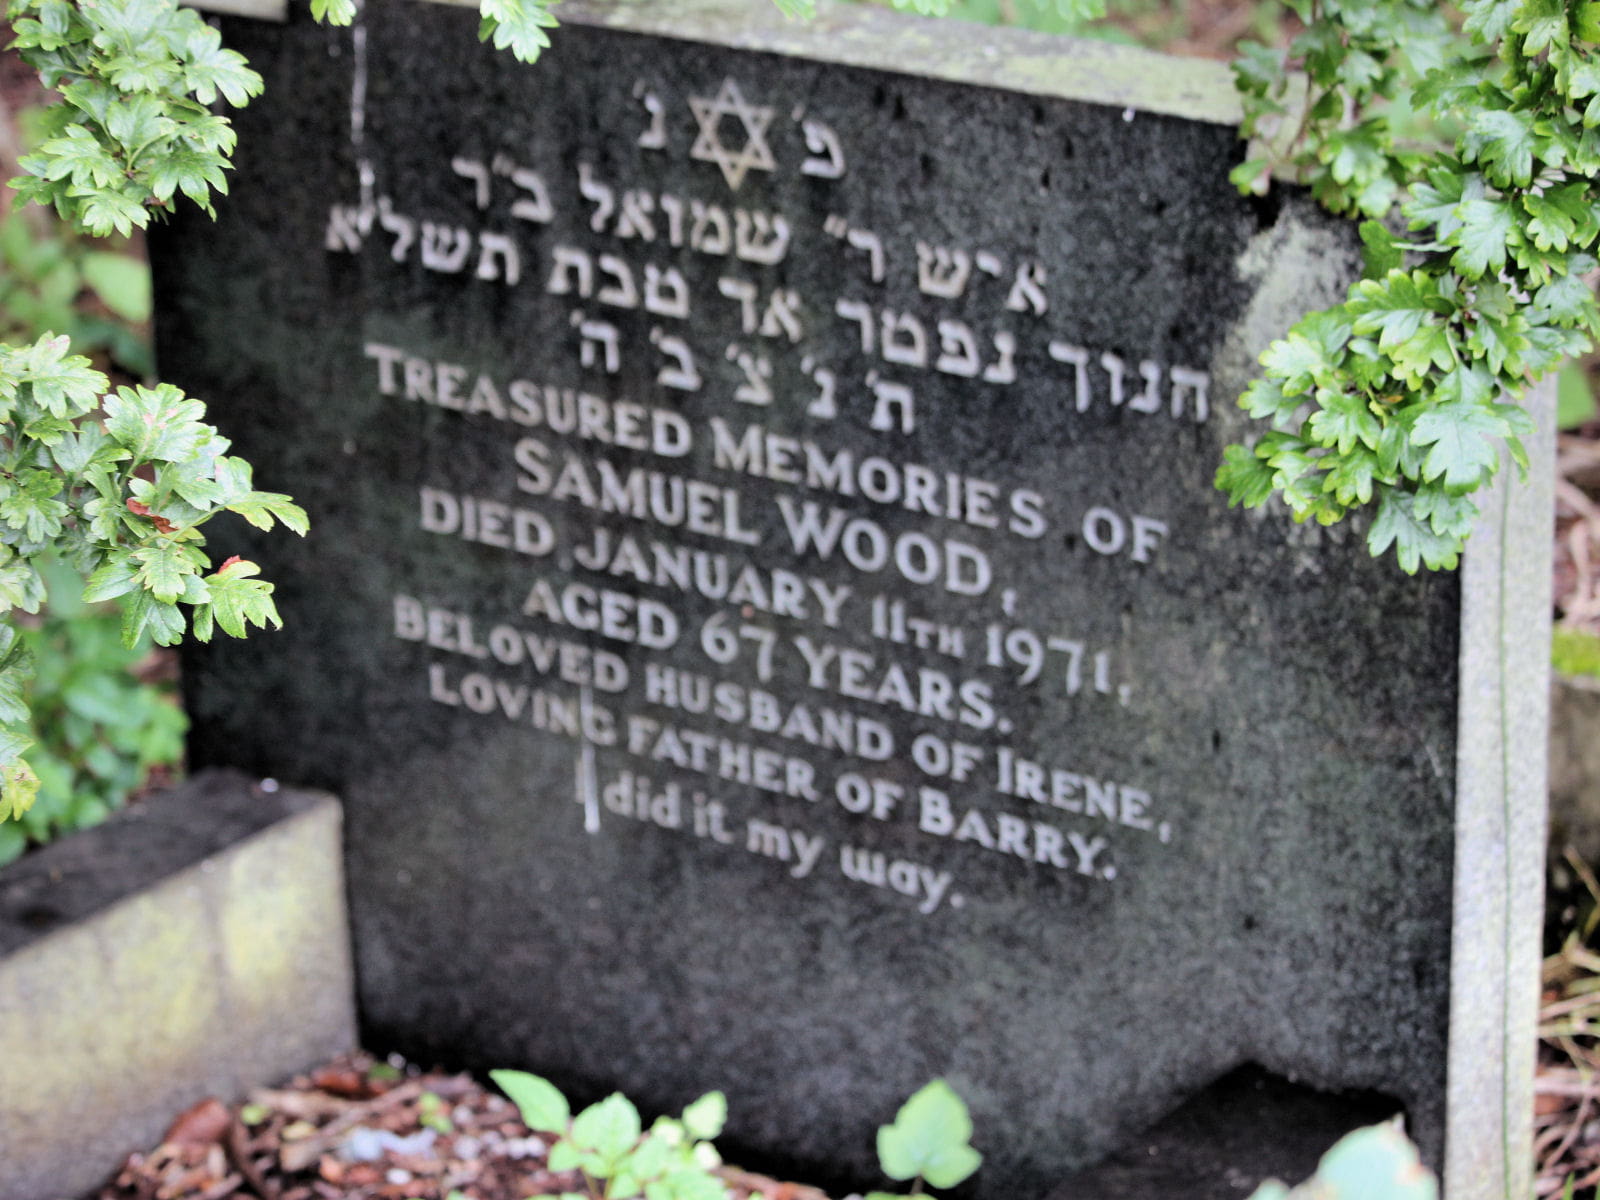 פ' נ'
איש ר" שמואל ב"ר
חנוך נפטר אד טבת תשל"א
ת' נ' צ' ב' ה'
TREASURED MEMORIES OF
SAMUEL WOOD,
DIED JANUARY 11TH 1971,
AGED 67 YEARS.
BELOVED HUSBAND OF IRENE,
LOVING FATHER OF BARRY.
I did it my way.